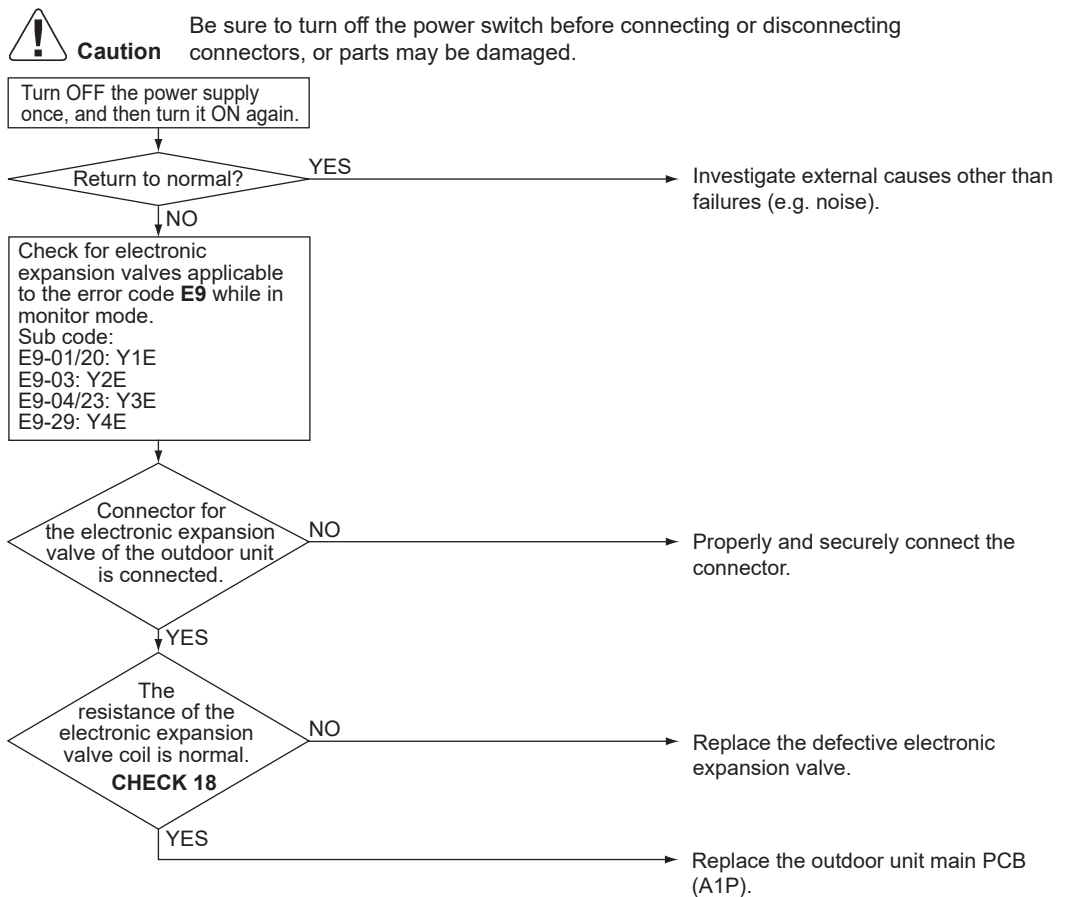 Be sure to turn off the power switch before connecting or disconnecting
Caution connectors, or parts may be damaged.
Turn OFF the power supply
once, and then turn it ON again.
Return to normal?
YES
Investigate external causes other than
failures (e.g. noise).
NO
Check for electronic
expansion valves applicable
to the error code E9 while in
monitor mode.
Sub code:
E9-01/20: Y1E
E9-03: Y2E
E9-04/23: Y3E
E9-29: Y4E
Connector for
the electronic expansion
valve of the outdoor unit
is connected.
NO
Properly and securely connect the
connector.
YES
The
resistance of the
electronic expansion
valve coil is normal.
CHECK 18
NO
Replace the defective electronic
expansion valve.
YES
Replace the outdoor unit main PCB
(A1P).